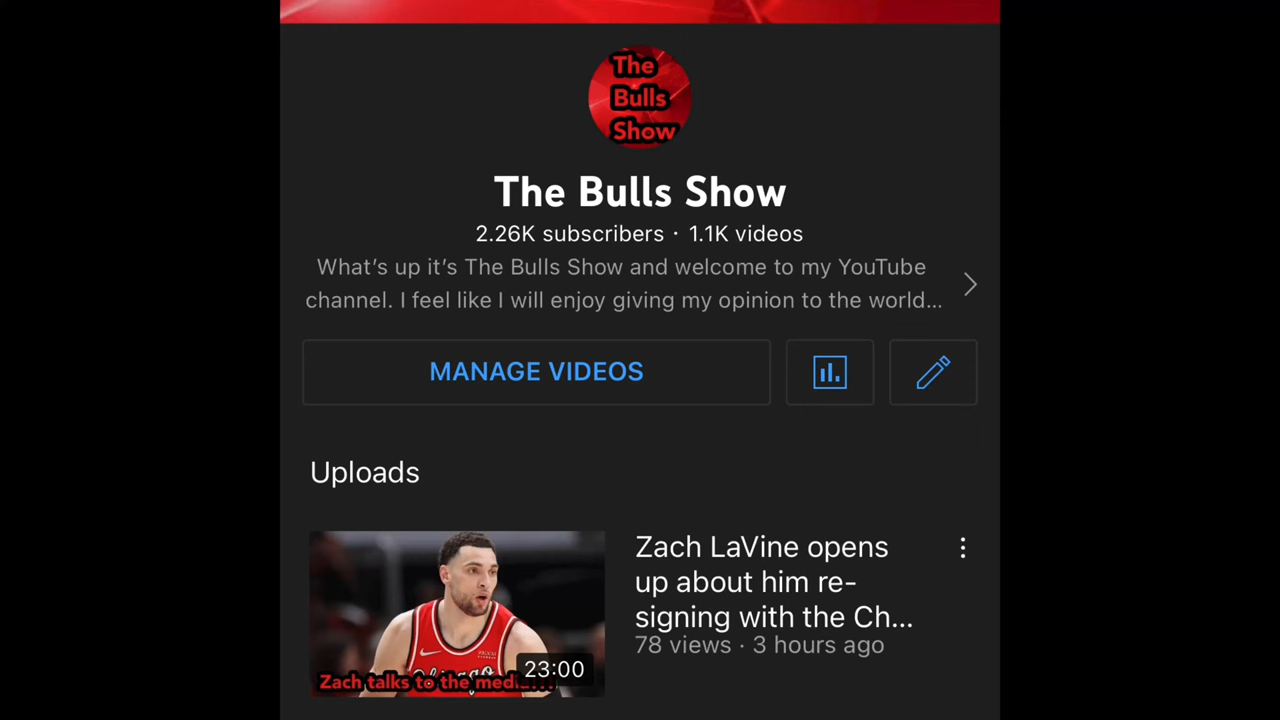 The
Bulls
Show
The Bulls Show
2.26K subscribers · 1.1K videos
What's up it's The Bulls Show and welcome to my YouTube
channel. I feel like I will enjoy giving my opinion to the world...
MANAGE VIDEOS
Uploads
Zach LaVine opens
up about him re-
signing with the Ch...
78 views · 3 hours ago
Chicago
23:00
Zach talks to the media